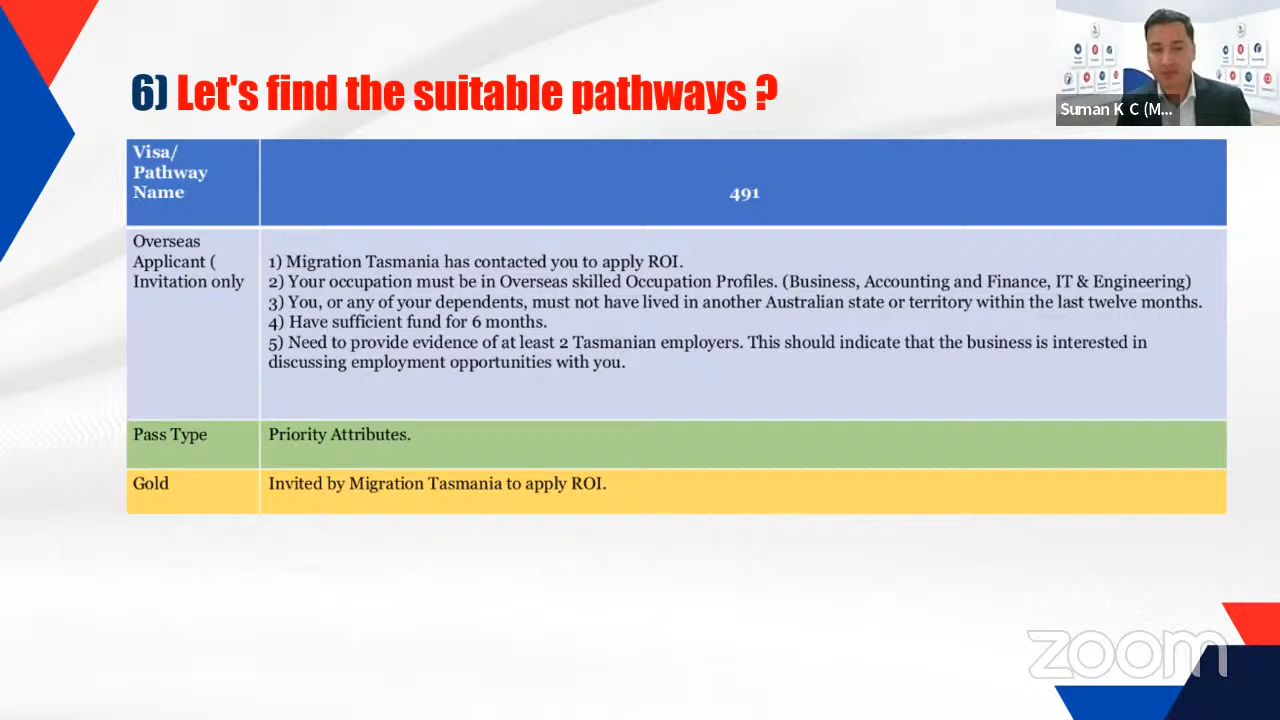 6) Let's find the suitable pathways ?
Suman K C (M...
Visa/
Pathway
Name
491
Overseas
Applicant (
Invitation only
1) Migration Tasmania has contacted you to apply ROI.
2) Your occupation must be in Overseas skilled Occupation Profiles. (Business, Accounting and Finance, IT & Engineering)
3) You, or any of your dependents, must not have lived in another Australian state or territory within the last twelve months.
4) Have sufficient fund for 6 months.
5) Need to provide evidence of at least 2 Tasmanian employers. This should indicate that the business is interested in
discussing employment opportunities with you.
Pass Type
Priority Attributes.
Gold
Invited by Migration Tasmania to apply ROI.
zoom